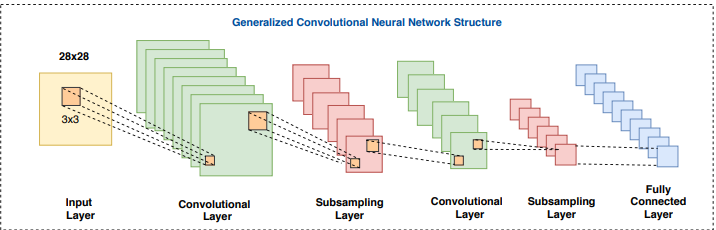 Generalized Convolutional Neural Network Structure
28x28
3x3
Input
Layer
Convolutional
Layer
Subsampling
Layer
Convolutional
Layer
Subsampling
Layer
Fully
Connected
Layer